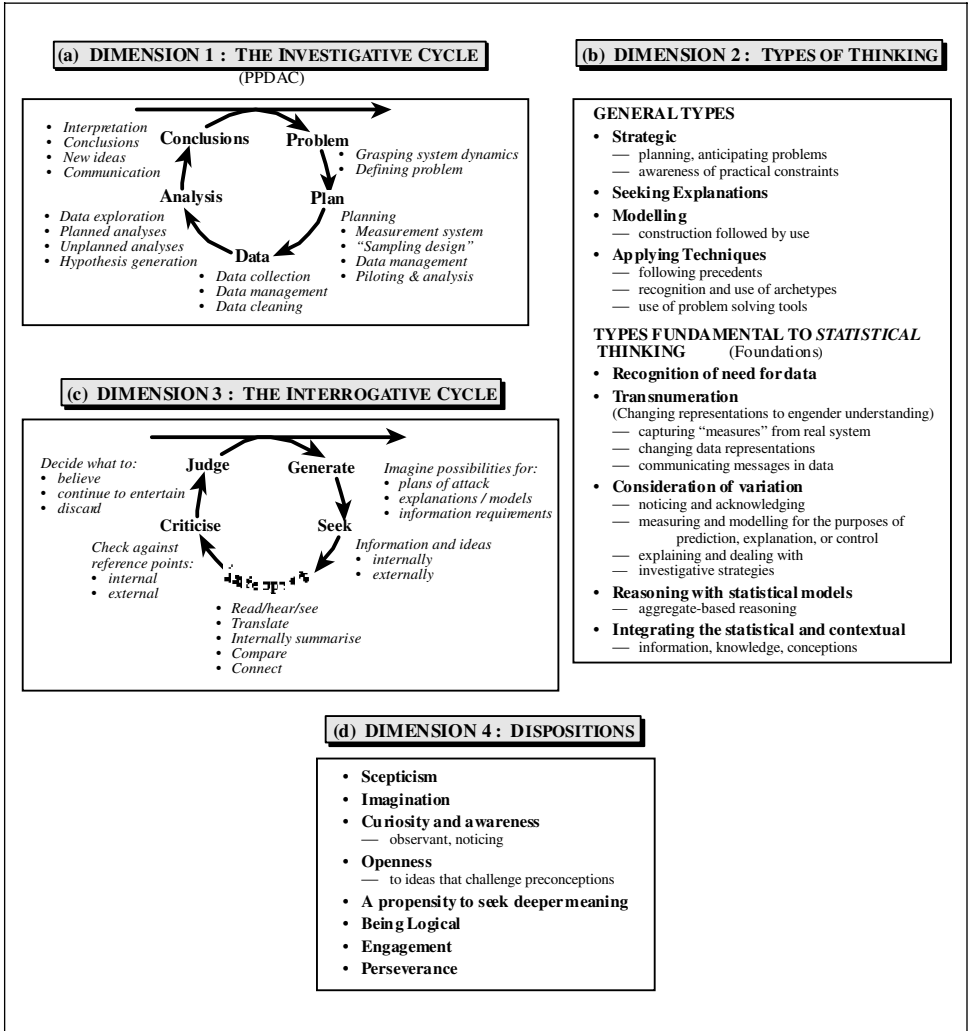 (a) DIMENSION 1 : THE INVESTIGATIVE CYCLE
(PPDAC)
• Interpretation
• Conclusions
• New ideas
• Communication
Conclusions
Problem
• Grasping system dynamics
• Defining problem
Analysis
Plan
• Data exploration
• Planned analyses
• Unplanned analyses
• Hypothesis generation
Planning
• Measurement system
• “Sampling design”
• Data management
• Piloting & analysis
Data
• Data collection
• Data management
• Data cleaning
(b) DIMENSION 2 : TYPES OF THINKING
GENERAL TYPES
• Strategic
— planning, anticipating problems
— awareness of practical constraints
• Seeking Explanations
• Modelling
— construction followed by use
• Applying Techniques
— following precedents
— recognition and use of archetypes
— use of problem solving tools
TYPES FUNDAMENTAL TO STATISTICAL
THINKING (Foundations)
• Recognition of need for data
• Transnumeration
(Changing representations to engender understanding)
— capturing “measures” from real system
— changing data representations
— communicating messages in data
• Consideration of variation
— noticing and acknowledging
— measuring and modelling for the purposes of
prediction, explanation, or control
— explaining and dealing with
— investigative strategies
• Reasoning with statistical models
— aggregate-based reasoning
• Integrating the statistical and contextual
— information, knowledge, conceptions
(c) DIMENSION 3 : THE INTERROGATIVE CYCLE
Decide what to:
• believe
• continue to entertain
• discard
Judge
Generate
Imagine possibilities for:
• plans of attack
• explanations / models
• information requirements
Criticise
Seek
Check against
reference points:
• internal
• external
Information and ideas
• internally
• externally
• Read/hear/see
• Translate
• Internally summarise
• Compare
• Connect
(d) DIMENSION 4 : DISPOSITIONS
• Scepticism
• Imagination
• Curiosity and awareness
— observant, noticing
• Openness
— to ideas that challenge preconceptions
• A propensity to seek deeper meaning
• Being Logical
• Engagement
• Perseverance